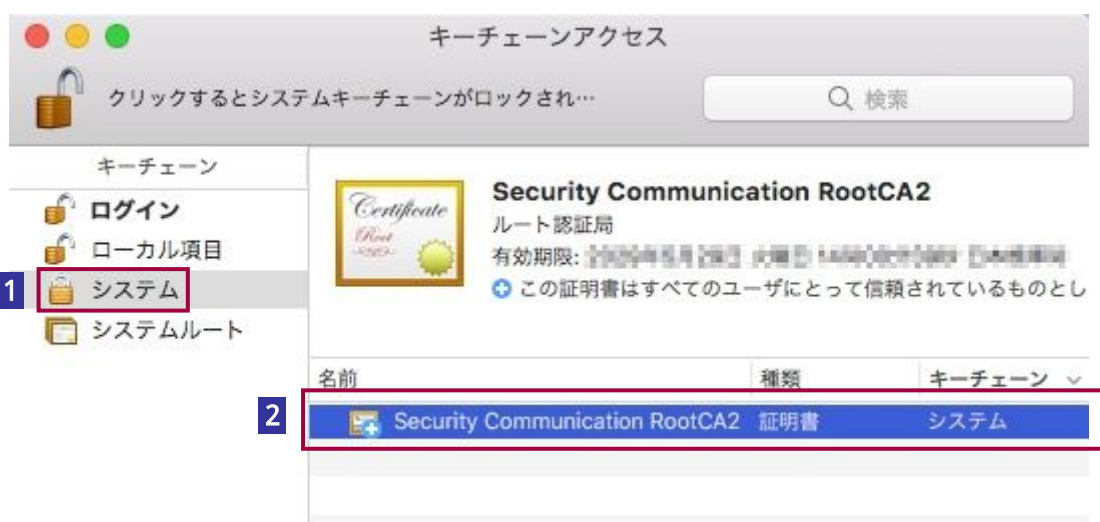 キーチェーンアクセス
クリックするとシステムキーチェーンがロックされ…
検索
キーチェーン
ログイン
ローカル項目
1
システム
システムルート
Certificate
Root
Security Communication RootCA2
ルート認証局
有効期限:
この証明書はすべてのユーザにとって信頼されているものとし
名前 種類 キーチェーン
2
Security Communication RootCA2 証明書 システム